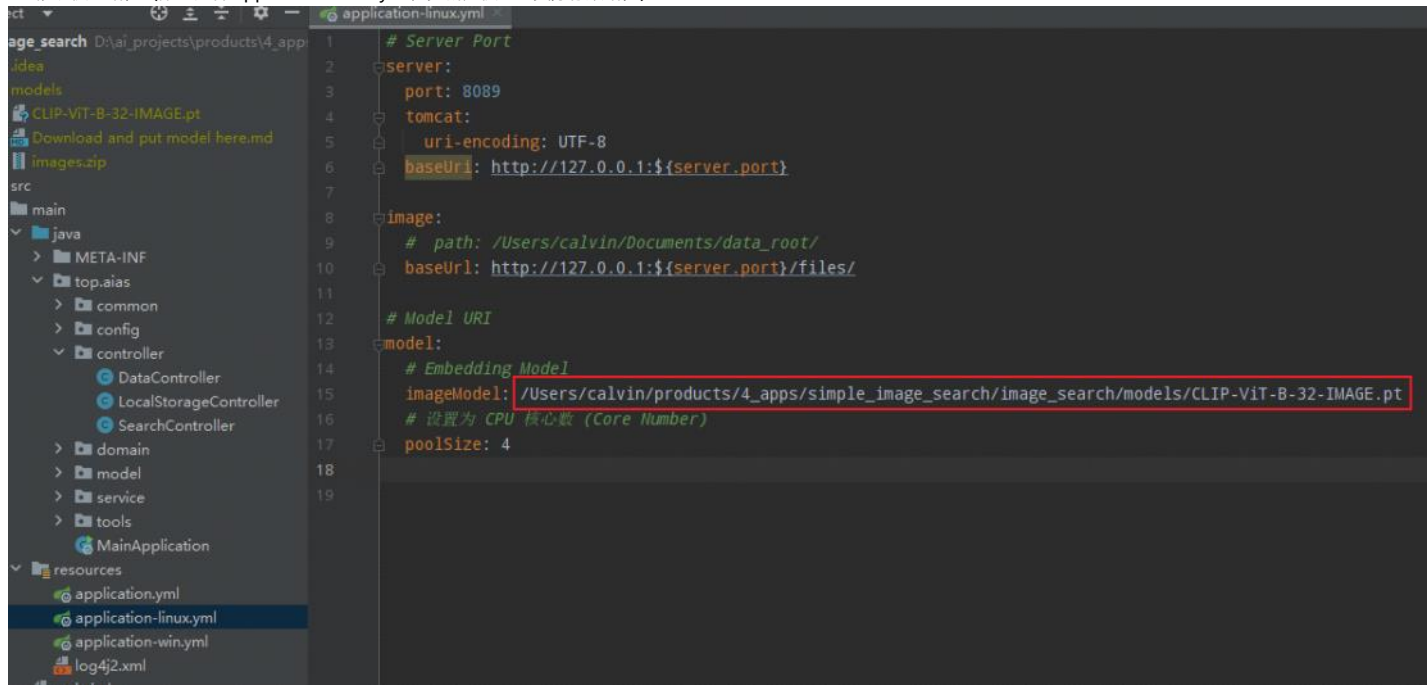 ect
application-linux.yml
age_search D:\ai_projects\products\4_app
.idea
models
CLIP-ViT-B-32-IMAGE.pt
Download and put model here.md
images.zip
src
main
java
META-INF
top.aias
common
config
controller
DataController
LocalStorageController
SearchController
domain
model
service
tools
MainApplication
resources
application.yml
application-linux.yml
application-win.yml
log4j2.xml
1 # Server Port
2 server:
3 port: 8089
4 tomcat:
5 uri-encoding: UTF-8
6 baseUri: http://127.0.0.1:${server.port}
7
8 image:
9 # path: /Users/calvin/Documents/data_root/
10 baseUrl: http://127.0.0.1:${server.port}/files/
11
12 # Model URI
13 model:
14 # Embedding Model
15 imageModel: /Users/calvin/products/4_apps/simple_image_search/image_search/models/CLIP-ViT-B-32-IMAGE.pt
16 # 设置为 CPU 核心数 (Core Number)
17 poolSize: 4
18
19